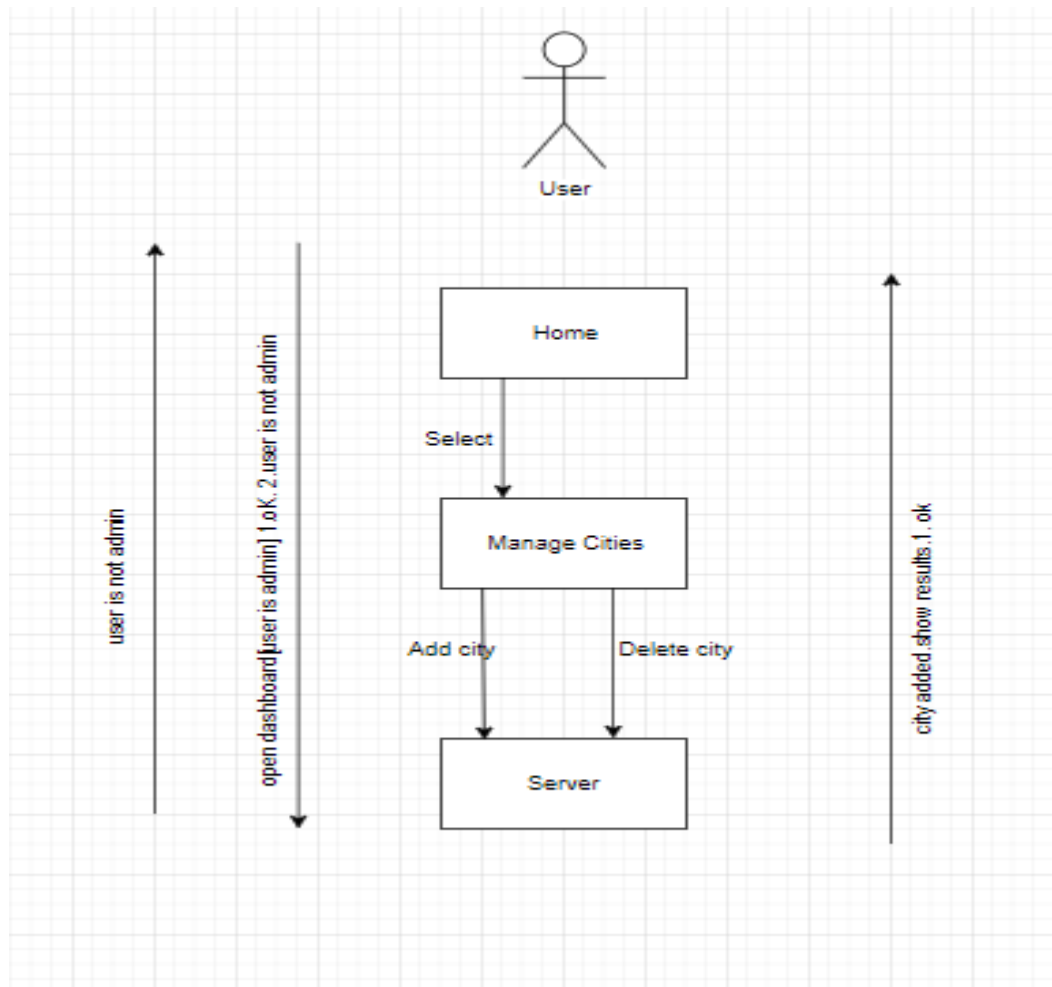 User
Home
Select
Manage Cities
Add city
Delete city
Server
user is not admin
open dashboard[user is admin] 1.oK. 2.user is not admin
city added.show results.1. ok